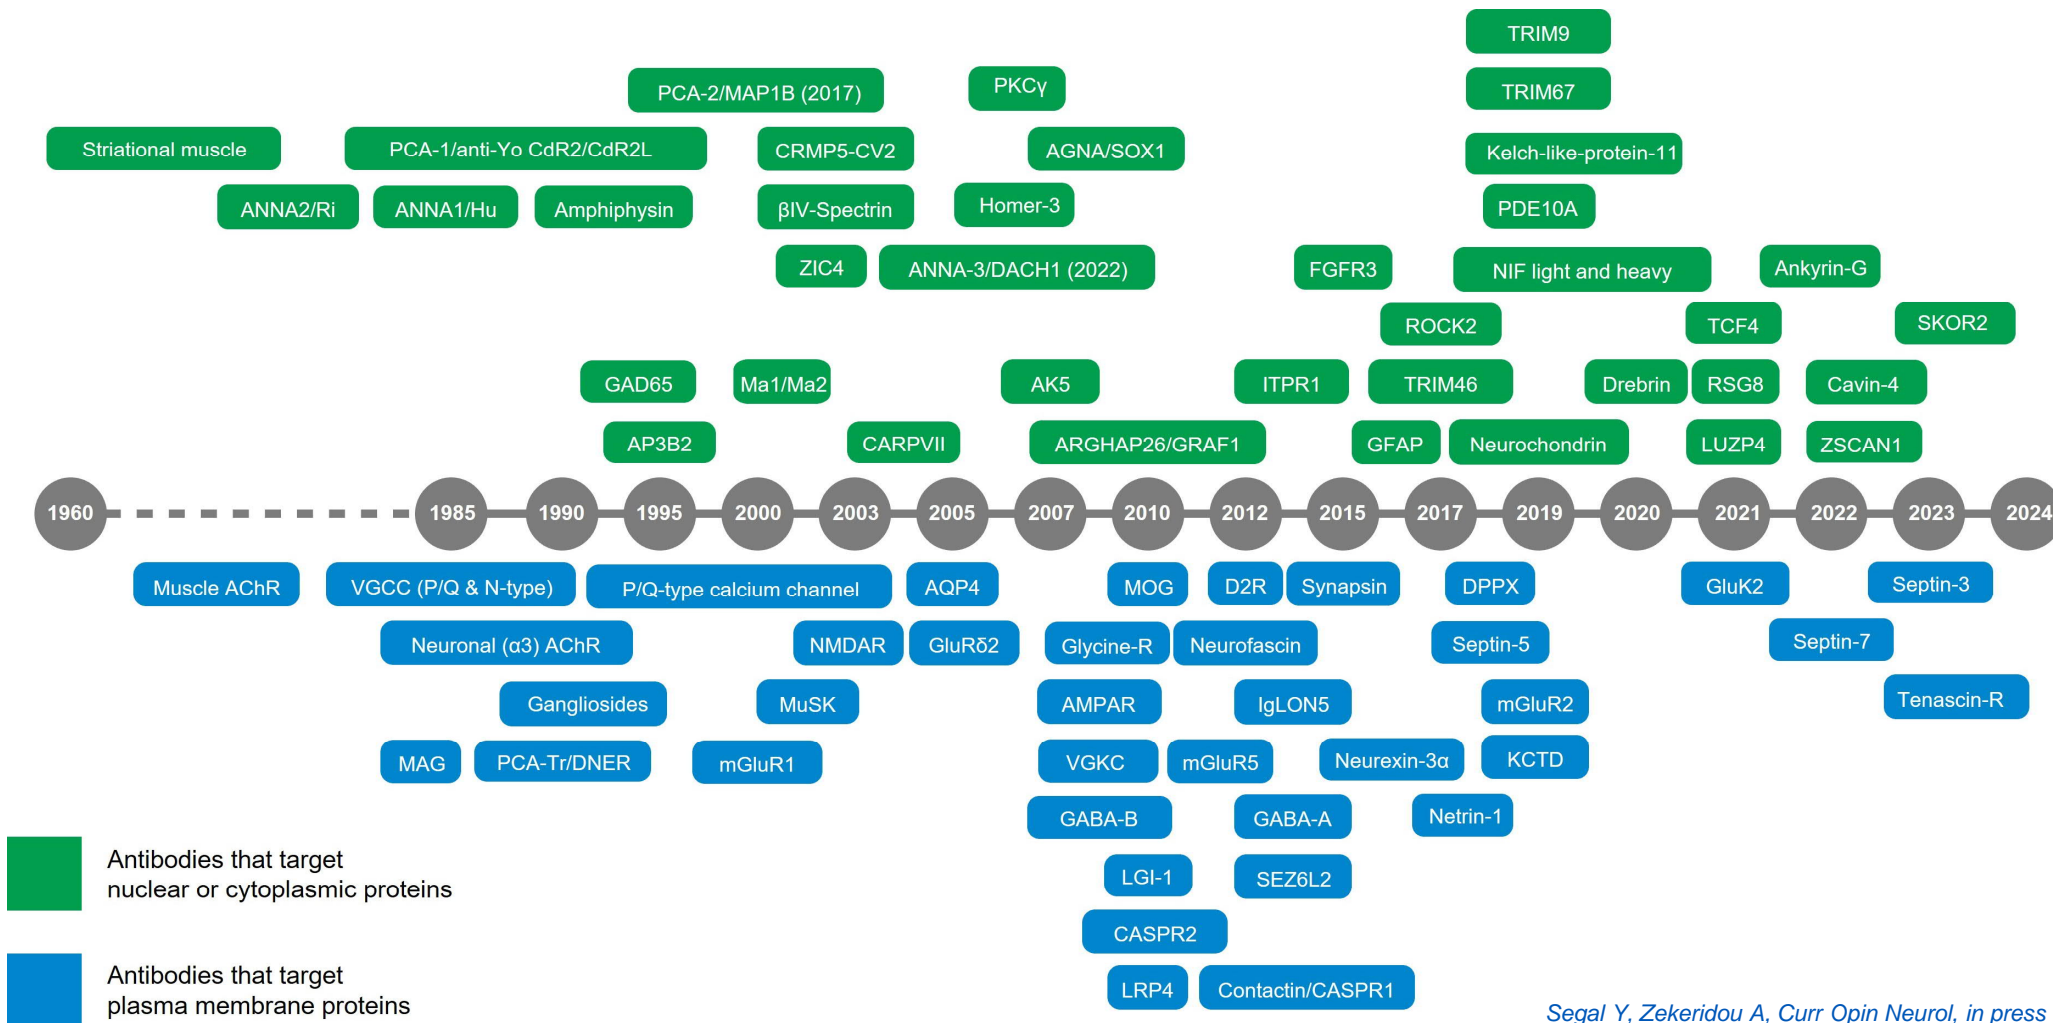 TRIM9
PCA-2/MAP1B (2017)
PKCγ
TRIM67
Striational muscle
PCA-1/anti-Yo CdR2/CdR2L
CRMP5-CV2
AGNA/SOX1
Kelch-like-protein-11
ANNA2/Ri
ANNA1/Hu
Amphiphysin
βIV-Spectrin
Homer-3
PDE10A
ZIC4
ANNA-3/DACH1 (2022)
FGFR3
NIF light and heavy
Ankyrin-G
ROCK2
TCF4
SKOR2
GAD65
Ma1/Ma2
AK5
ITPR1
TRIM46
Drebrin
RSG8
Cavin-4
AP3B2
CARPVII
ARGHAP26/GRAF1
GFAP
Neurochondrin
LUZP4
ZSCAN1
1960
1985
1990
1995
2000
2003
2005
2007
2010
2012
2015
2017
2019
2020
2021
2022
2023
2024
Muscle AChR
VGCC (P/Q & N-type)
P/Q-type calcium channel
AQP4
MOG
D2R
Synapsin
DPPX
GluK2
Septin-3
Neuronal (α3) AChR
NMDAR
GluRδ2
Glycine-R
Neurofascin
Septin-5
Septin-7
Gangliosides
MuSK
AMPAR
IgLON5
mGluR2
Tenascin-R
MAG
PCA-Tr/DNER
mGluR1
VGKC
mGluR5
Neurexin-3α
KCTD
GABA-B
GABA-A
Netrin-1
LGI-1
SEZ6L2
CASPR2
LRP4
Contactin/CASPR1
Antibodies that target
nuclear or cytoplasmic proteins
Antibodies that target
plasma membrane proteins
Segal Y, Zekeridou A, Curr Opin Neurol, in press